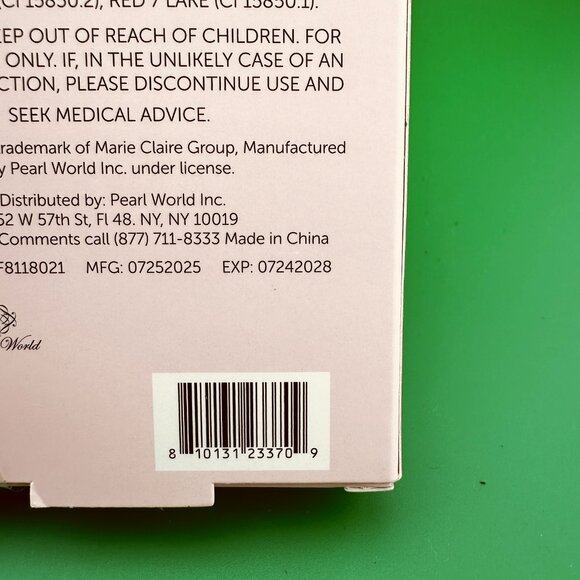 (CI 15850:2), RED 7 LAKE (CI 15850:1).
EEP OUT OF REACH OF CHILDREN. FOR
ONLY. IF, IN THE UNLIKELY CASE OF AN
CTION, PLEASE DISCONTINUE USE AND
SEEK MEDICAL ADVICE.
trademark of Marie Claire Group, Manufactured
y Pearl World Inc. under license.
Distributed by: Pearl World Inc.
52 W 57th St, Fl 48. NY, NY 10019
Comments call (877) 711-8333 Made in China
F8118021 MFG: 07252025 EXP: 07242028
World
8 10131 23370 9